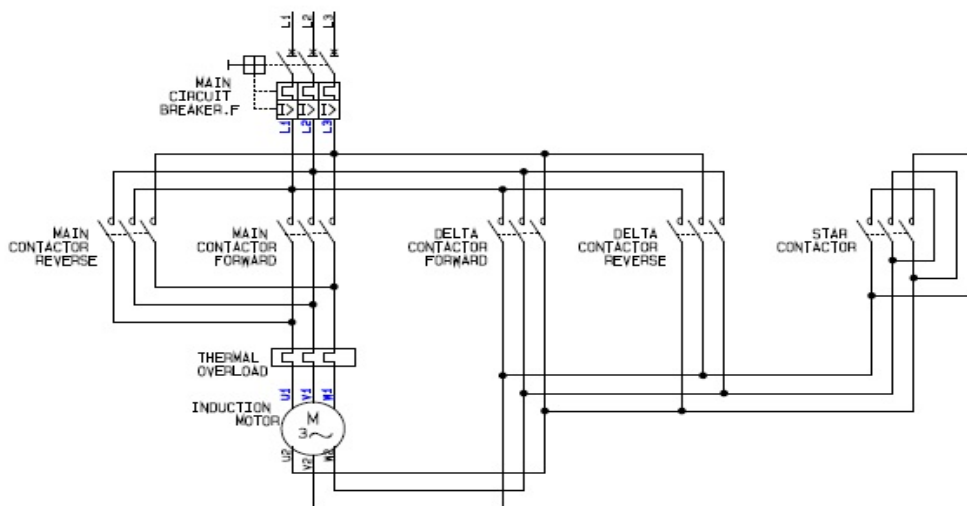 L1 L2 L3
MAIN
CIRCUIT
BREAKER.F
I> I> I>
L1 L2 L3
MAIN
CONTACTOR
REVERSE
MAIN
CONTACTOR
FORWARD
DELTA
CONTACTOR
FORWARD
DELTA
CONTACTOR
REVERSE
STAR
CONTACTOR
THERMAL
OVERLOAD
U1 V1 W1
INDUCTION
MOTOR
M
3~
U2 V2 W2